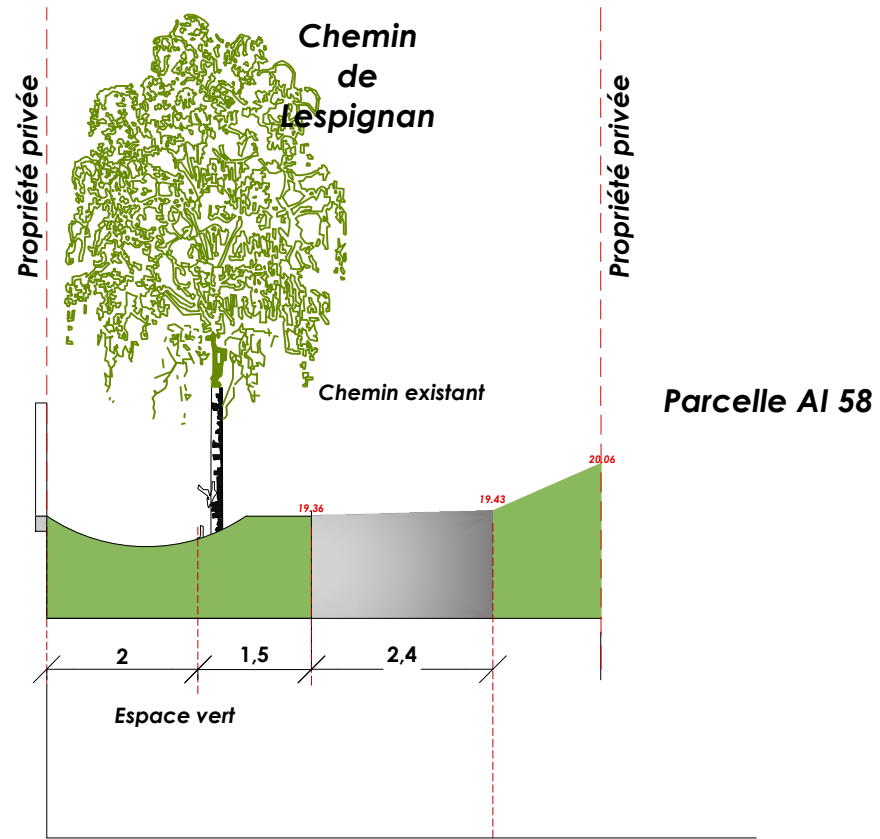 Chemin
de
Lespignan
Propriété privée
Propriété privée
Chemin existant
Parcelle AI 58
20.06
19.36
19.43
2
1,5
2,4
Espace vert